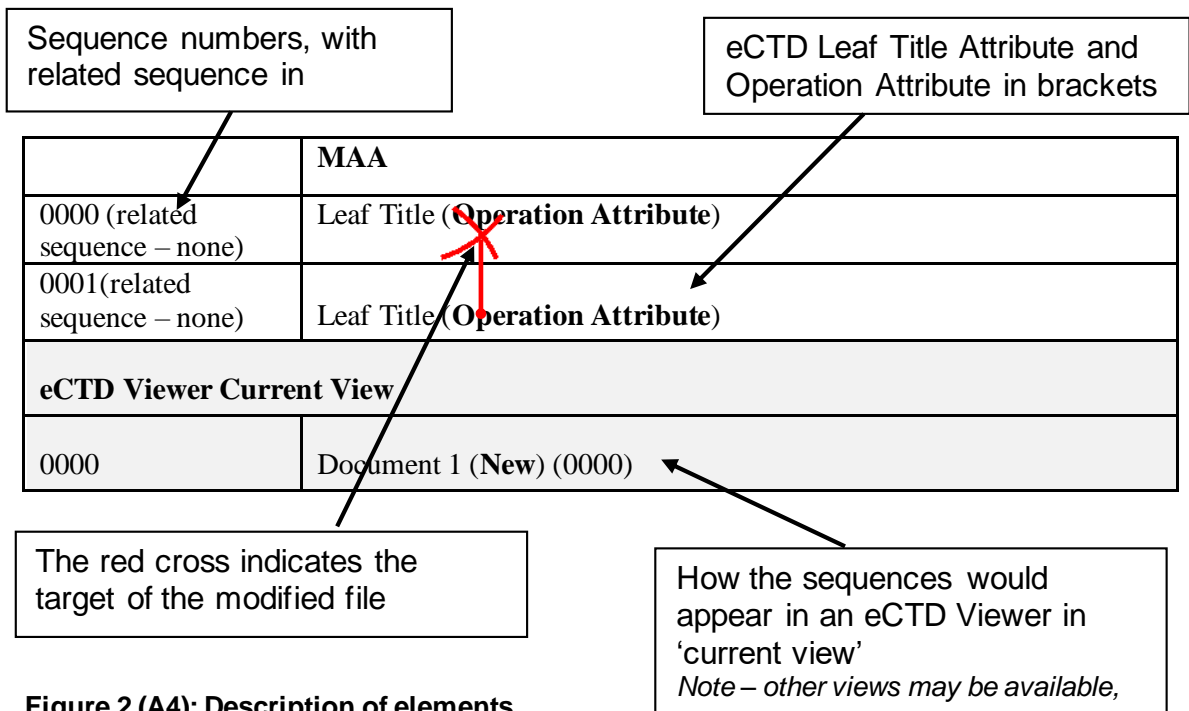 Sequence numbers, with
related sequence in
eCTD Leaf Title Attribute and
Operation Attribute in brackets
MAA
0000 (related
sequence – none)
Leaf Title (Operation Attribute)
0001(related
sequence – none)
Leaf Title (Operation Attribute)
eCTD Viewer Current View
0000
Document 1 (New) (0000)
The red cross indicates the
target of the modified file
How the sequences would
appear in an eCTD Viewer in
‘current view’
Note – other views may be available,
Figure 2 (A4): Description of elements